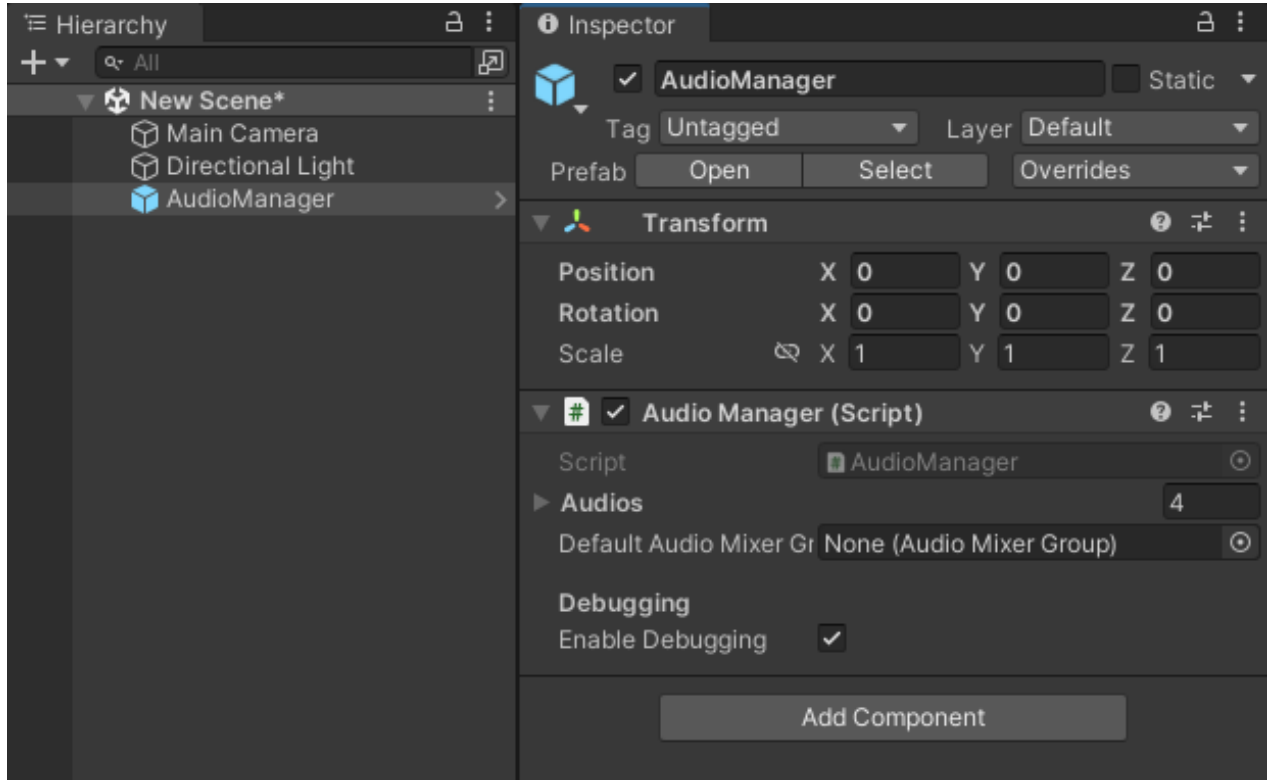 Hierarchy
All
New Scene*
Main Camera
Directional Light
AudioManager
Inspector
AudioManager Static
Tag Untagged Layer Default
Prefab Open Select Overrides
Transform
Position X 0 Y 0 Z 0
Rotation X 0 Y 0 Z 0
Scale X 1 Y 1 Z 1
# Audio Manager (Script)
Script # AudioManager
Audios 4
Default Audio Mixer Gr None (Audio Mixer Group)
Debugging
Enable Debugging
Add Component